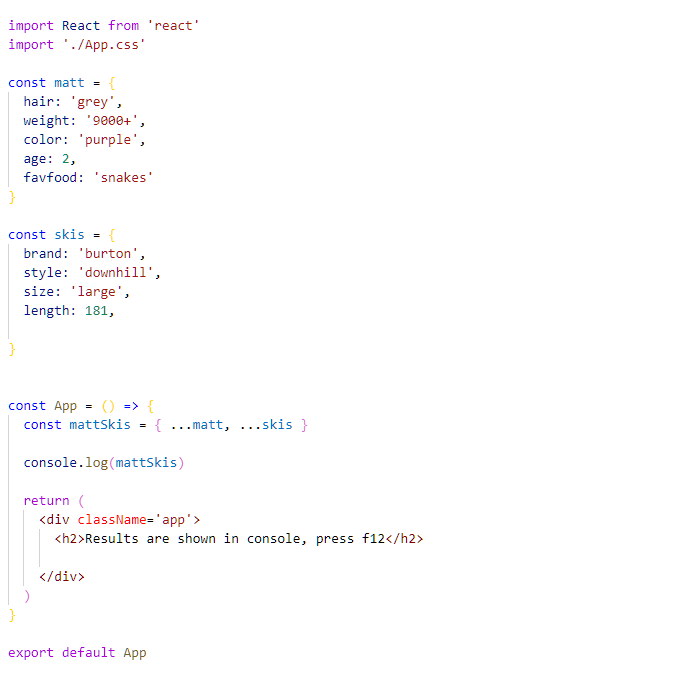 import React from 'react'
import './App.css'
const matt = {
hair: 'grey',
weight: '9000+',
color: 'purple',
age: 2,
favfood: 'snakes'
}
const skis = {
brand: 'burton',
style: 'downhill',
size: 'large',
length: 181,
}
const App = () => {
const mattSkis = { ...matt, ...skis }
console.log(mattSkis)
return (
<div className='app'>
<h2>Results are shown in console, press f12</h2>
</div>
)
}
export default App